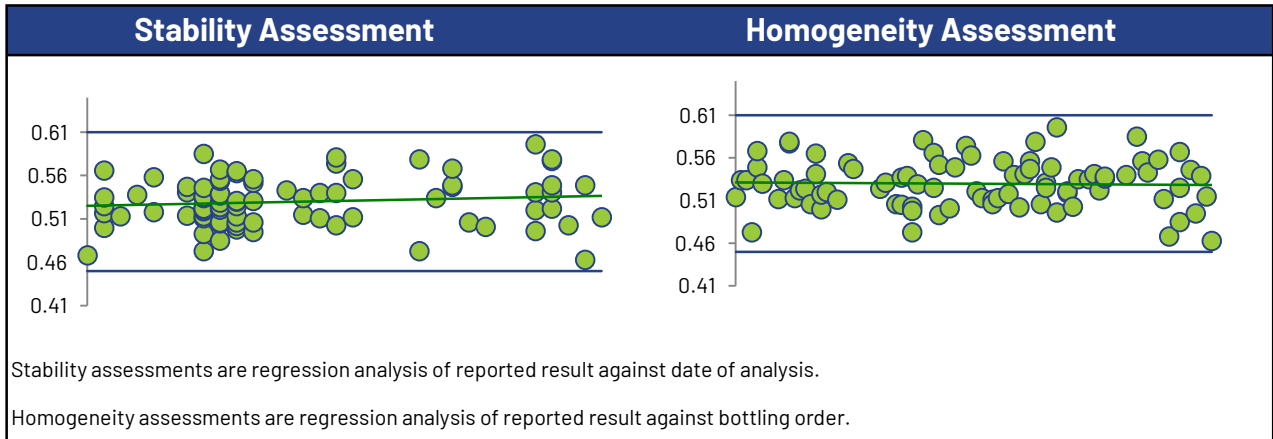 Stability Assessment
Homogeneity Assessment
0.61
0.56
0.51
0.46
0.41
0.61
0.56
0.51
0.46
0.41
Stability assessments are regression analysis of reported result against date of analysis.
Homogeneity assessments are regression analysis of reported result against bottling order.